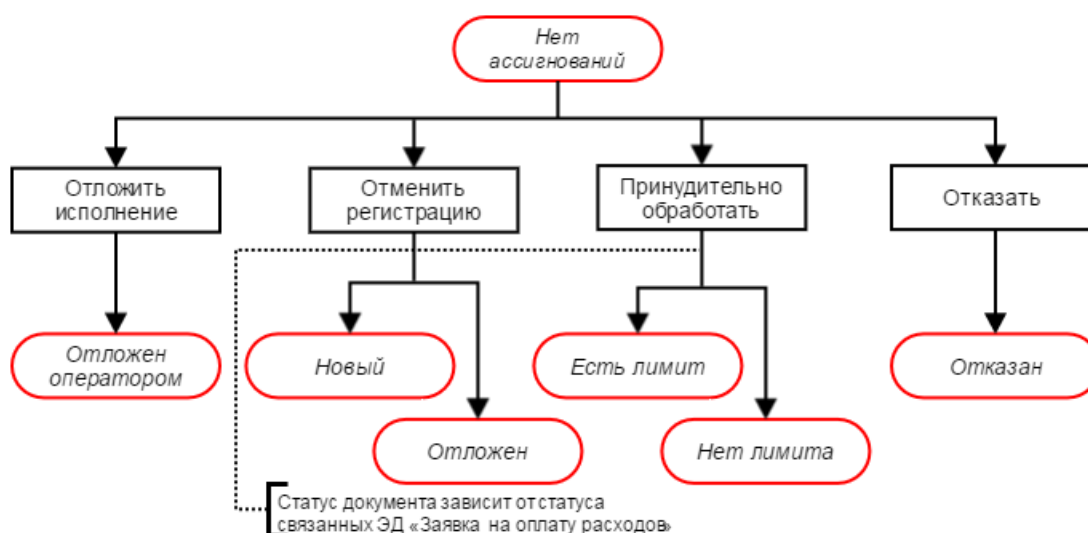 Нет
ассигнований
Отложить
исполнение
Отменить
регистрацию
Принудительно
обработать
Отказать
Отложен
оператором
Новый
Есть лимит
Отказан
Отложен
Нет лимита
Статус документа зависит от статуса
связанных ЭД «Заявка на оплату расходов»